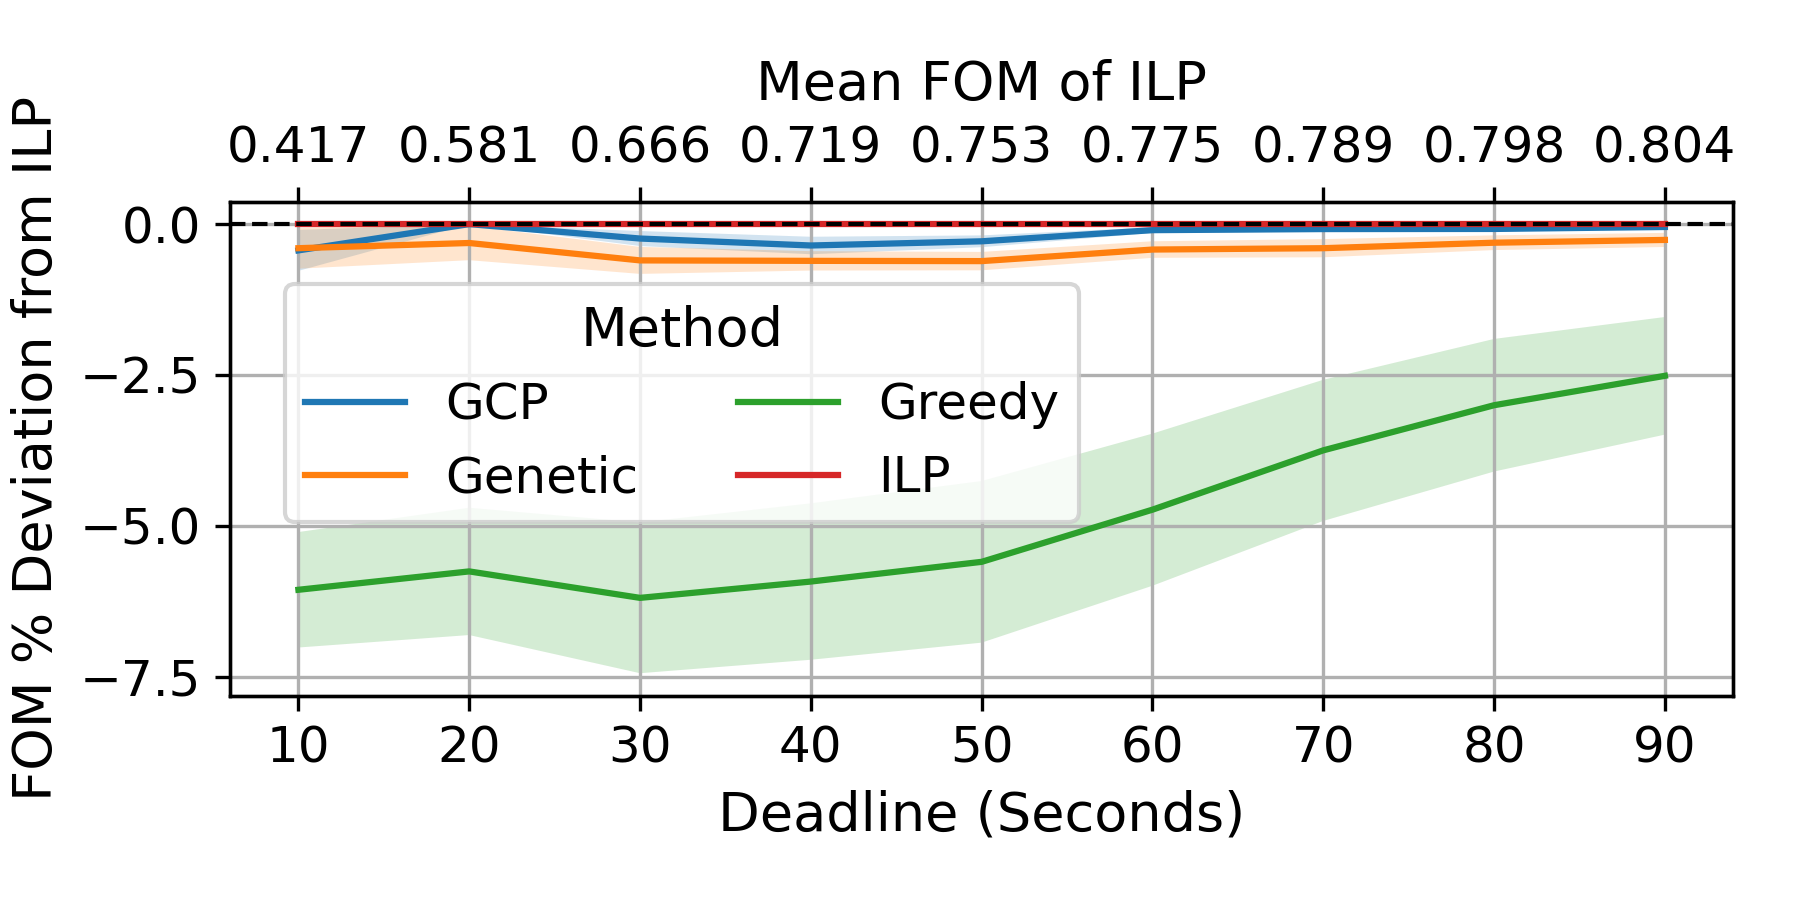 Mean FOM of ILP
0.417 0.581 0.666 0.719 0.753 0.775 0.789 0.798 0.804
FOM % Deviation from ILP
0.0
−2.5
−5.0
−7.5
Method
GCP Greedy
Genetic ILP
10 20 30 40 50 60 70 80 90
Deadline (Seconds)